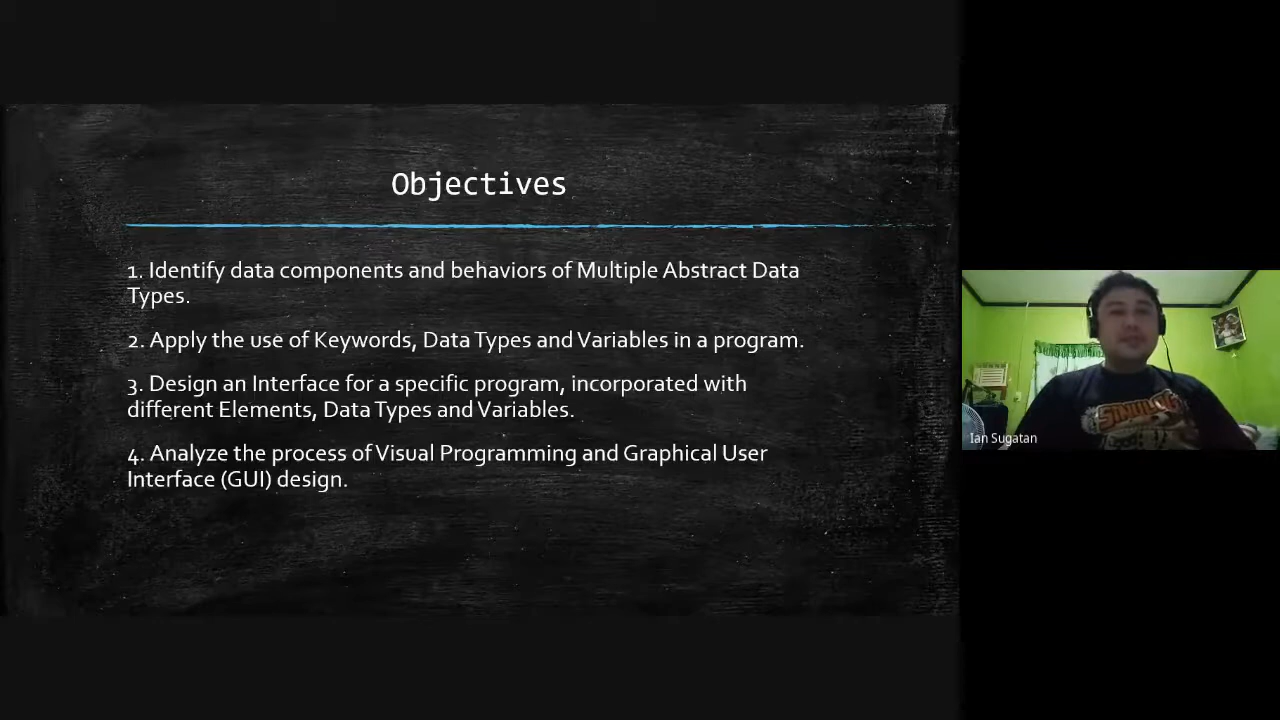 Objectives
1. Identify data components and behaviors of Multiple Abstract Data
Types.
2. Apply the use of Keywords, Data Types and Variables in a program.
3. Design an Interface for a specific program, incorporated with
different Elements, Data Types and Variables.
4. Analyze the process of Visual Programming and Graphical User
Interface (GUI) design.
SINULOG
Ian Sugatan